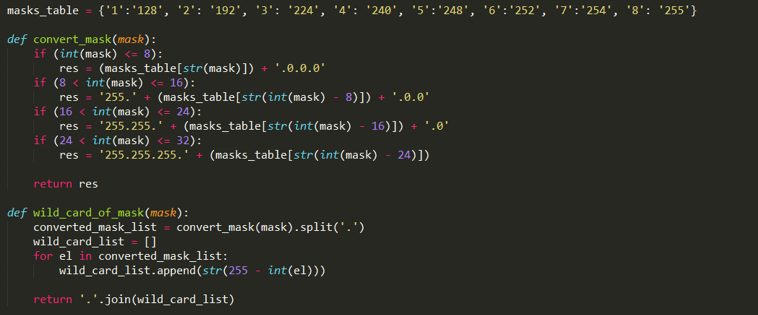 masks_table = {'1':'128', '2': '192', '3': '224', '4': '240', '5':'248', '6':'252', '7':'254', '8': '255'}

def convert_mask(mask):
    if (int(mask) <= 8):
        res = (masks_table[str(mask)]) + '.0.0.0'
    if (8 < int(mask) <= 16):
        res = '255.' + (masks_table[str(int(mask) - 8)]) + '.0.0'
    if (16 < int(mask) <= 24):
        res = '255.255.' + (masks_table[str(int(mask) - 16)]) + '.0'
    if (24 < int(mask) <= 32):
        res = '255.255.255.' + (masks_table[str(int(mask) - 24)])

    return res

def wild_card_of_mask(mask):
    converted_mask_list = convert_mask(mask).split('.')
    wild_card_list = []
    for el in converted_mask_list:
        wild_card_list.append(str(255 - int(el)))

    return '.'.join(wild_card_list)